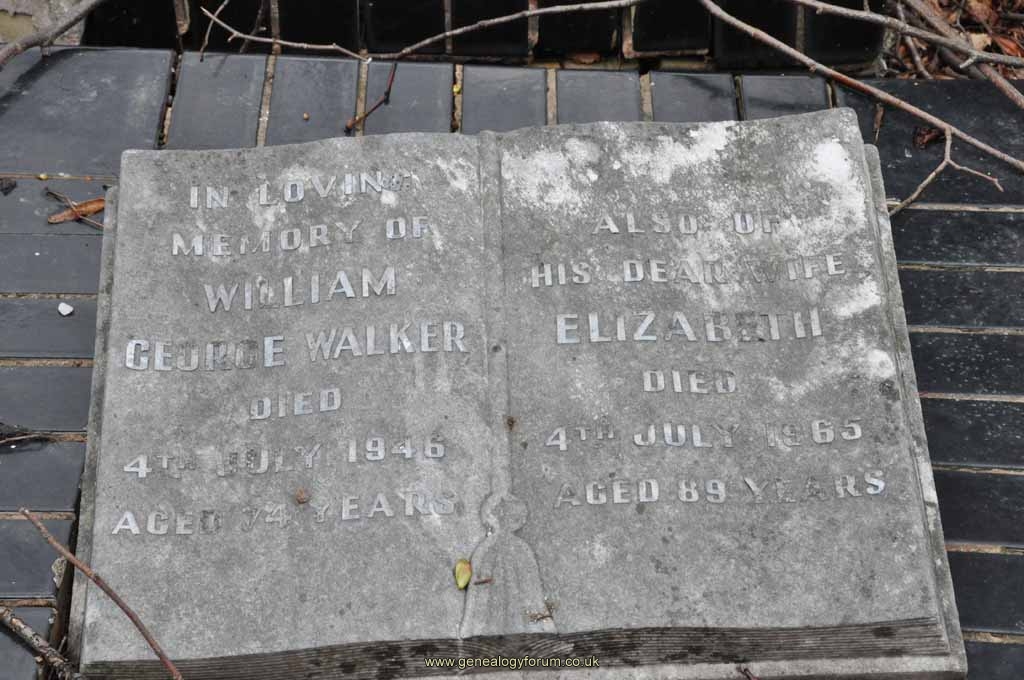 IN LOVING
MEMORY OF
WILLIAM
GEORGE WALKER
DIED
4TH JULY 1946
AGED 74 YEARS
ALSO OF
HIS DEAR WIFE
ELIZABETH
DIED
4TH JULY 1965
AGED 89 YEARS
www.genealogyforum.co.uk